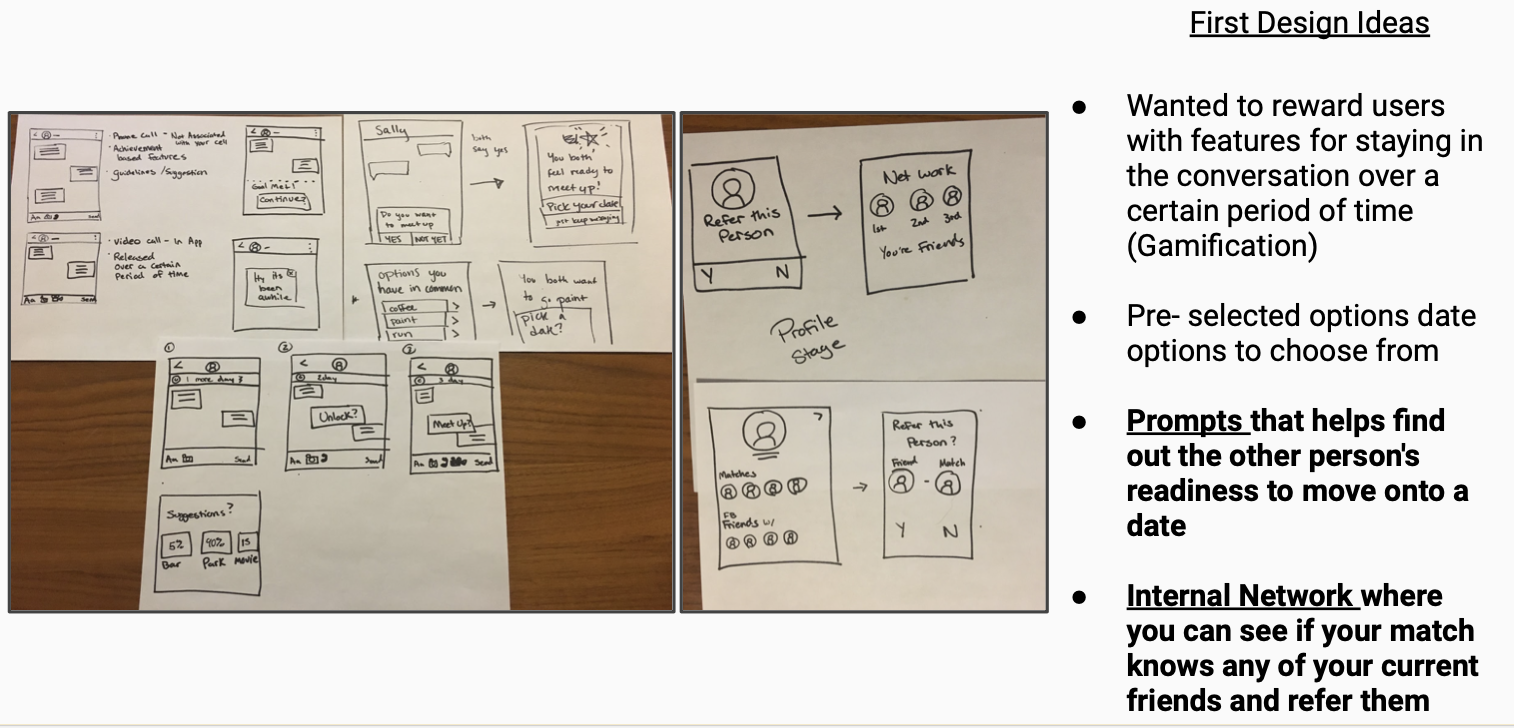 First Design Ideas
● Wanted to reward users
with features for staying in
the conversation over a
certain period of time
(Gamification)
● Pre- selected options date
options to choose from
● Prompts that helps find
out the other person's
readiness to move onto a
date
● Internal Network where
you can see if your match
knows any of your current
friends and refer them
· Phone Call - Not Associated
with your cell
· Achievement
based features
· guidelines / Suggestion
Send
Goal Met!
Continue?
· Video call - In App
· Released
over a certain
Period of time
Aa
Send
its
been
awhile
Sally
Do you want
to meet up
YES
NOT YET
both
say yes
You both
feel ready to
meet up!
Pick your date
options you
have in common
coffee >
paint >
run >
You both want
to go paint
pick a
①
1 more day
Aa
Send
②
2 day
Unlock?
Aa
Send
3 day
Meet Up?
Aa
Send
Suggestions?
40%
15
Bar
Park
Movie
Refer this
Person
Y
N
Net work
1st
2nd
3rd
You're Friends
Profile
Stage
Matches
FB
Friends w/
Refer this
Person?
Friend
Match
Y
N